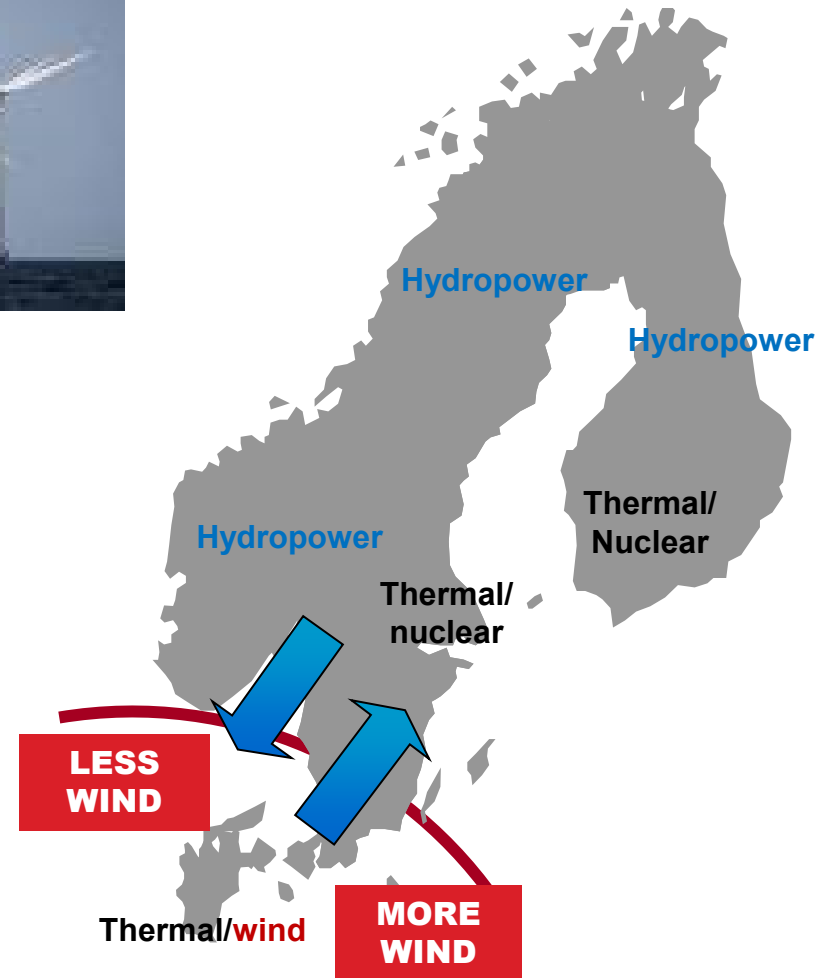 Hydropower
Hydropower
Thermal/
Nuclear
Hydropower
Thermal/
nuclear
LESS
WIND
MORE
WIND
Thermal/wind